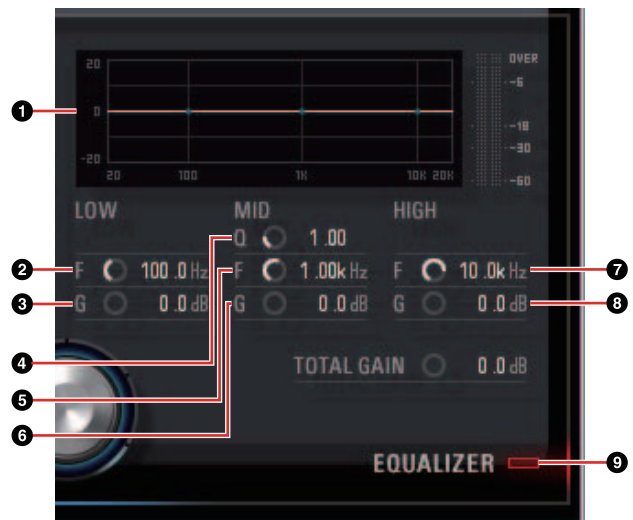 20
OVER
-6
1
0
-18
-30
-20
-60
20 100 1K 10K 20K
LOW MID HIGH
4 Q 1.00
2 F 100.0 Hz 5 F 1.00k Hz F 10.0k Hz 7
3 G 0.0 dB 6 G 0.0 dB G 0.0 dB 8
TOTAL GAIN 0.0 dB
EQUALIZER 9